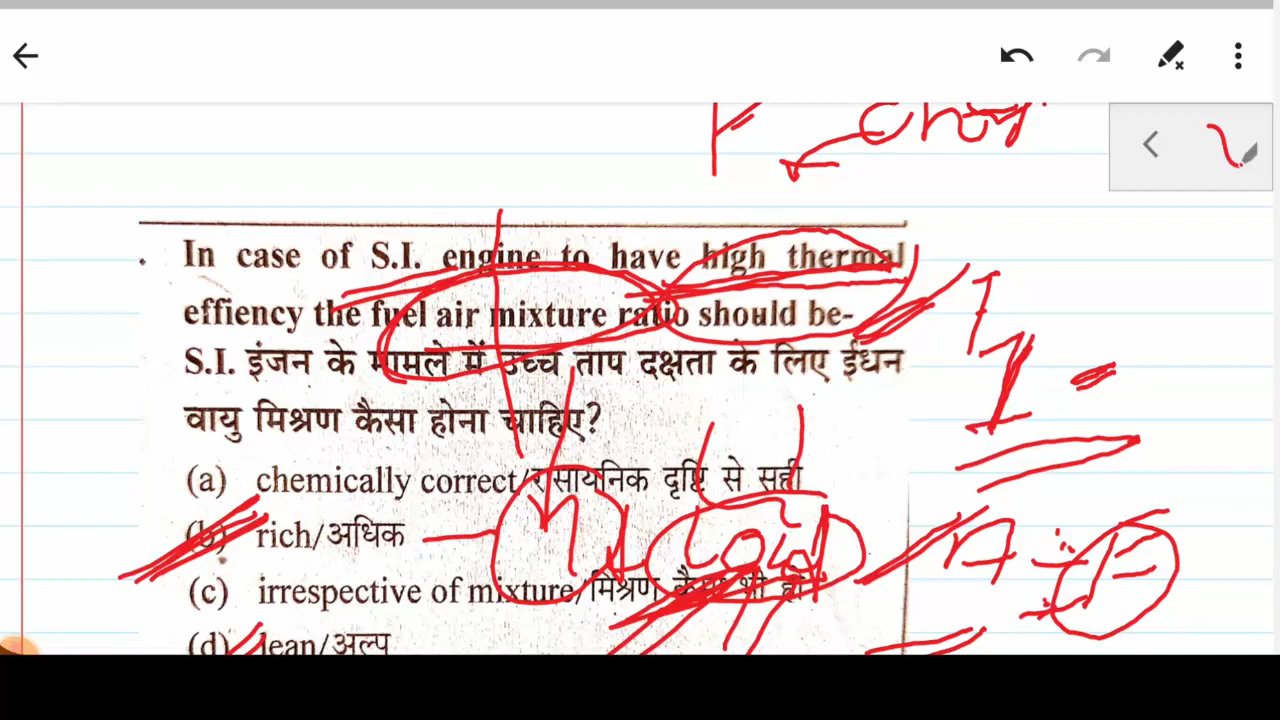 In case of S.I. engine to have high thermal
effiency the fuel air mixture ratio should be-
S.I. इंजन के मामले में उच्च ताप दक्षता के लिए ईंधन
वायु मिश्रण कैसा होना चाहिए?
(a) chemically correct/रासायनिक दृष्टि से सही
(b) rich/अधिक
η Load
A F
(c) irrespective of mixture/मिश्रण कैसा भी हो
(d) lean/अल्प